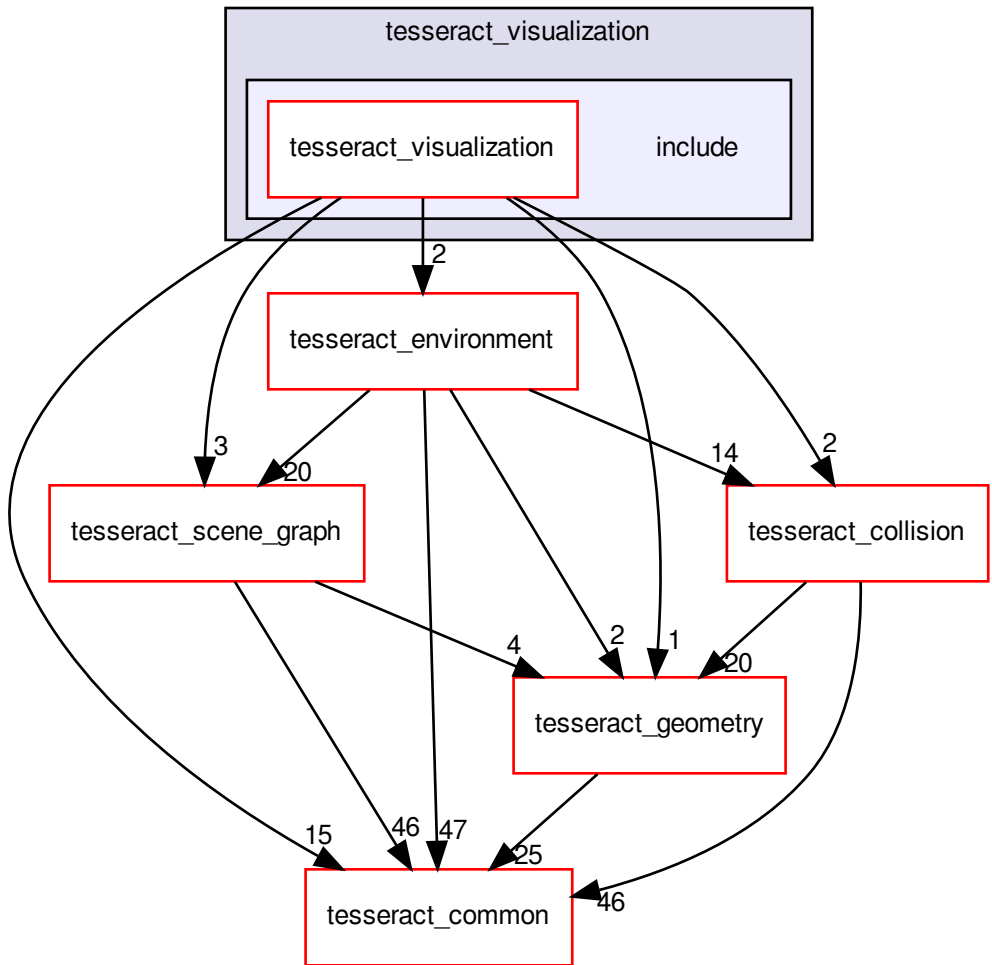 tesseract_visualization
tesseract_visualization
include
2
tesseract_environment
3
20
14
2
tesseract_scene_graph
tesseract_collision
4
2
1
20
tesseract_geometry
15
46
47
25
46
tesseract_common